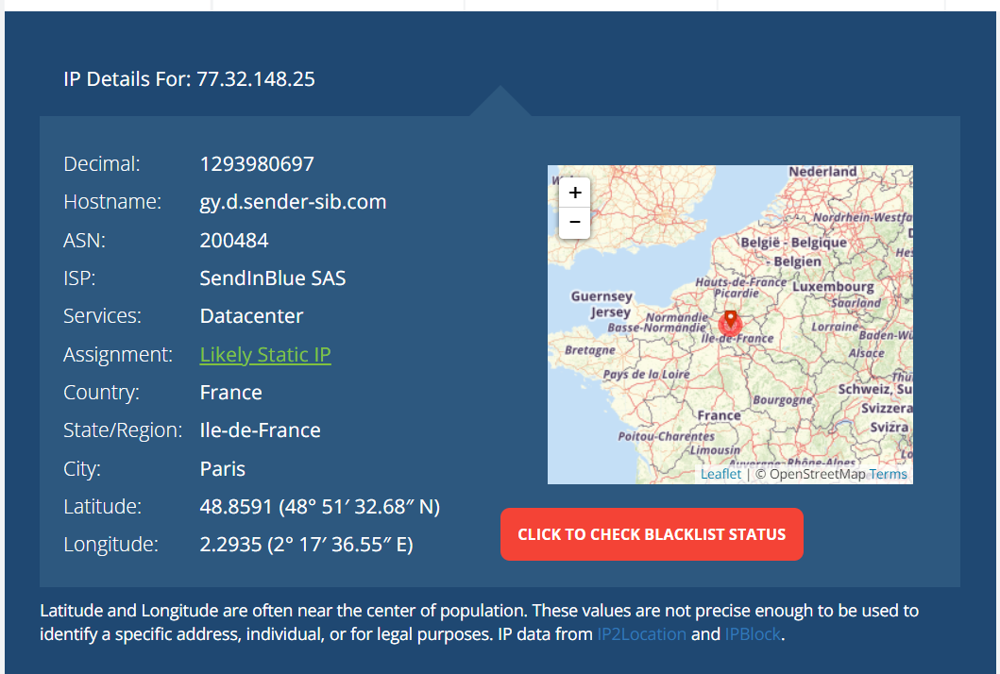 IP Details For: 77.32.148.25
Decimal: 1293980697
Hostname: gy.d.sender-sib.com
ASN: 200484
ISP: SendInBlue SAS
Services: Datacenter
Assignment: Likely Static IP
Country: France
State/Region: Ile-de-France
City: Paris
Latitude: 48.8591 (48° 51′ 32.68″ N)
Longitude: 2.2935 (2° 17′ 36.55″ E)
+
−
Nederland
Nordrhein-Westfa
België - Belgique
- Belgien
Hes
Hauts-de-France
Picardie
Luxembourg
Guernsey
Jersey
Saarland
Normandie
Basse-Normandie
Ile-de-France
Lorraine
Baden-Wü
Bretagne
Alsace
Pays de la Loire
Thu
Schweiz, Su
Bourgogne
Svizzera
France
Svizra
Poitou-Charentes
Limousin
Auvergne-Rhône-Alpes
Leaflet | © OpenStreetMap Terms
CLICK TO CHECK BLACKLIST STATUS
Latitude and Longitude are often near the center of population. These values are not precise enough to be used to
identify a specific address, individual, or for legal purposes. IP data from IP2Location and IPBlock.